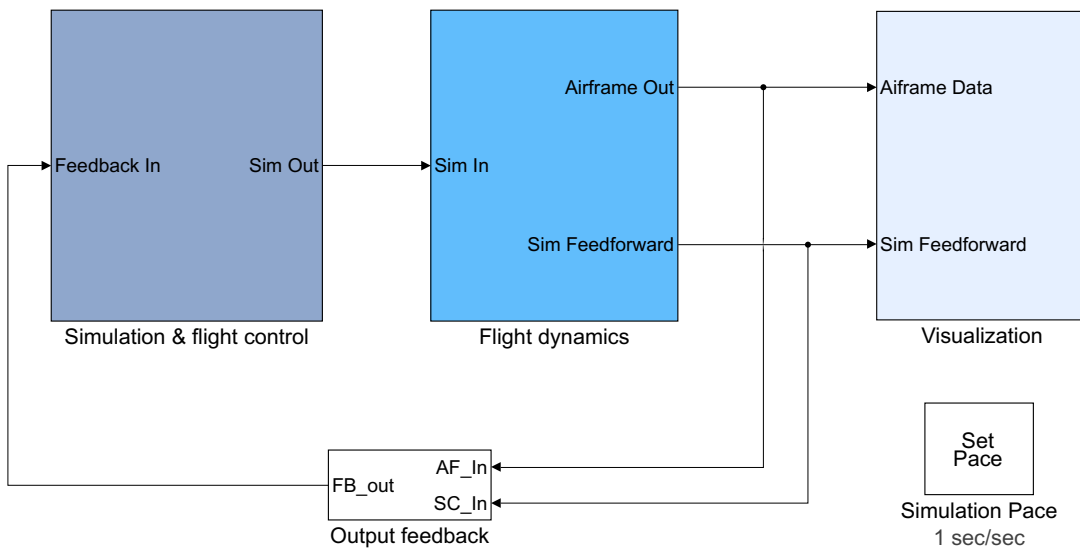 Airframe Out
Aiframe Data
Feedback In
Sim Out
Sim In
Sim Feedforward
Sim Feedforward
Simulation & flight control
Flight dynamics
Visualization
Set
Pace
AF_In
FB_out
SC_In
Simulation Pace
Output feedback
1 sec/sec